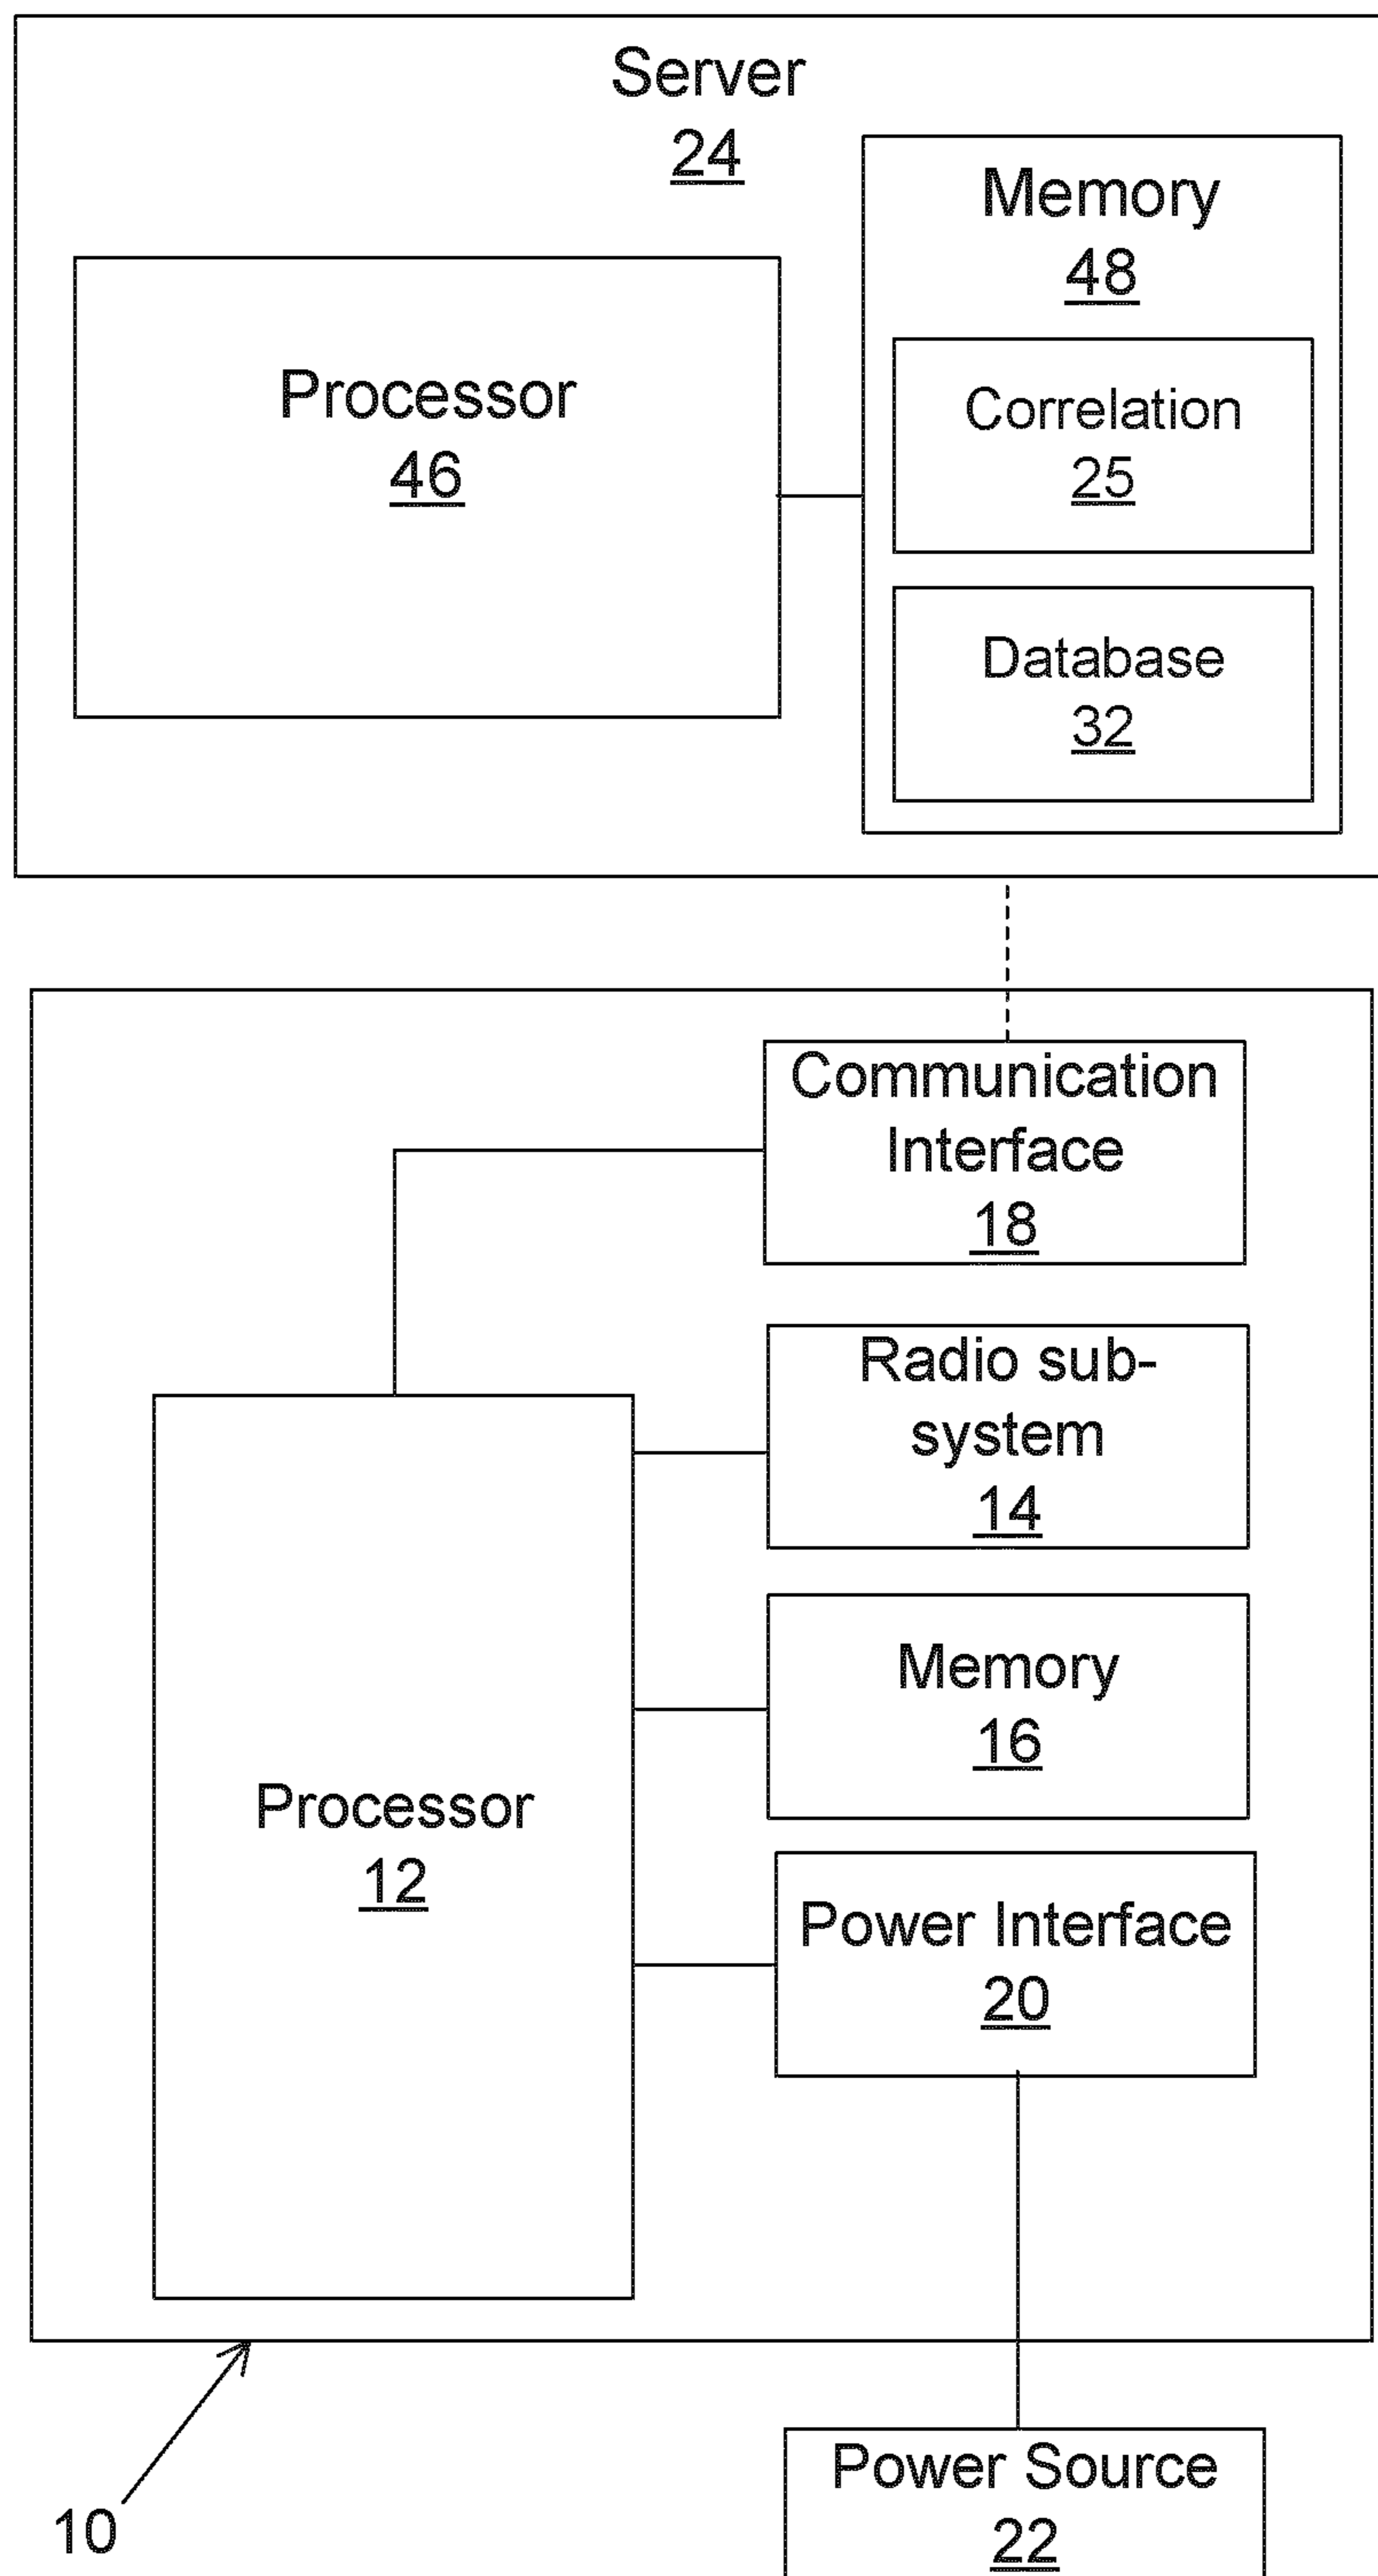 Server
24
Memory
48
Processor
46
Correlation
25
Database
32
Communication
Interface
18
Radio sub-
system
14
Memory
16
Processor
12
Power Interface
20
Power Source
22
10